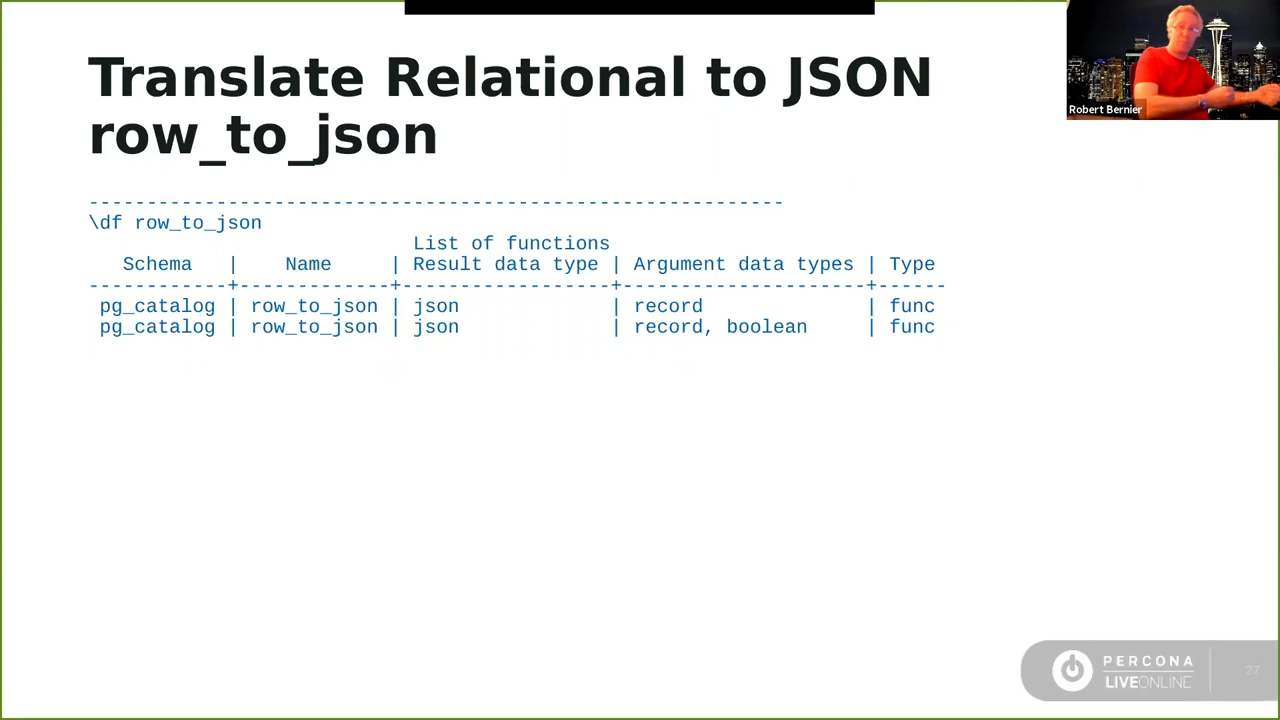 Translate Relational to JSON
row_to_json
Robert Bernier
------------------------------------------------------------
\df row_to_json
List of functions
Schema | Name | Result data type | Argument data types | Type
------------+-------------+------------------+---------------------+------
pg_catalog | row_to_json | json | record | func
pg_catalog | row_to_json | json | record, boolean | func
PERCONA
LIVEONLINE
27